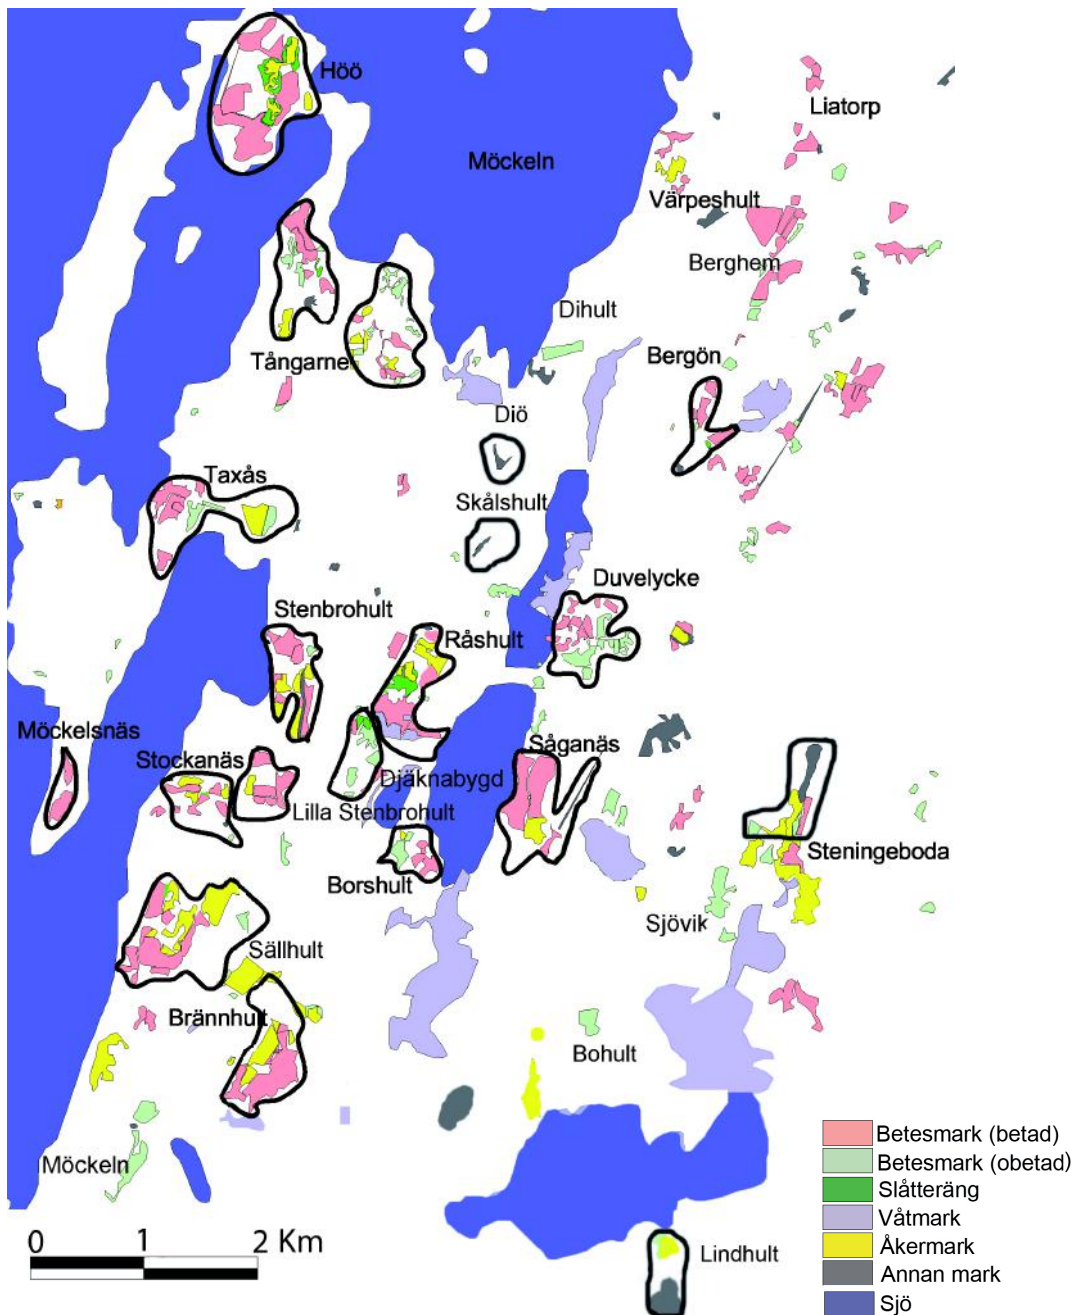 Höö
Liatorp
Möckeln
Värpeshult
Berghem
Dihult
Tångarne
Bergön
Diö
Taxås
Skålshult
Duvelycke
Stenbrohult
Råshult
Möckelsnäs
Såganäs
Stockanäs
Djäknabygd
Lilla Stenbrohult
Steningeboda
Borshult
Sjövik
Sällhult
Brännhult
Bohult
Möckeln
0 1 2 Km
Lindhult
Betesmark (betad)
Betesmark (obetad)
Slåtteräng
Våtmark
Åkermark
Annan mark
Sjö